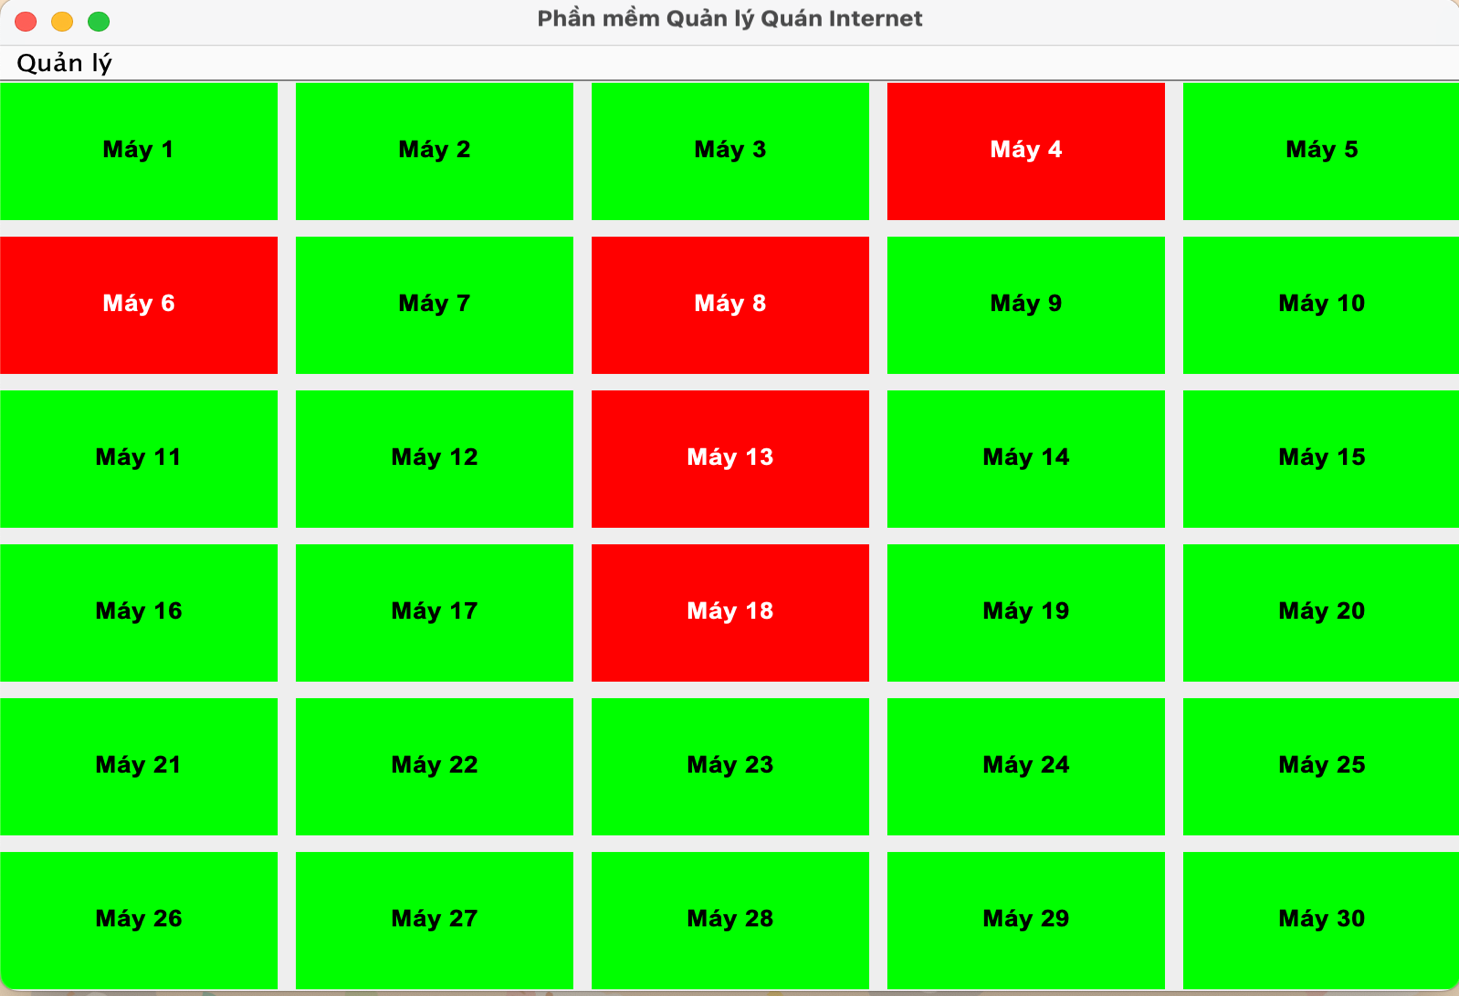 Phần mềm Quản lý Quán Internet
Quản lý
Máy 1
Máy 2
Máy 3
Máy 4
Máy 5
Máy 6
Máy 7
Máy 8
Máy 9
Máy 10
Máy 11
Máy 12
Máy 13
Máy 14
Máy 15
Máy 16
Máy 17
Máy 18
Máy 19
Máy 20
Máy 21
Máy 22
Máy 23
Máy 24
Máy 25
Máy 26
Máy 27
Máy 28
Máy 29
Máy 30